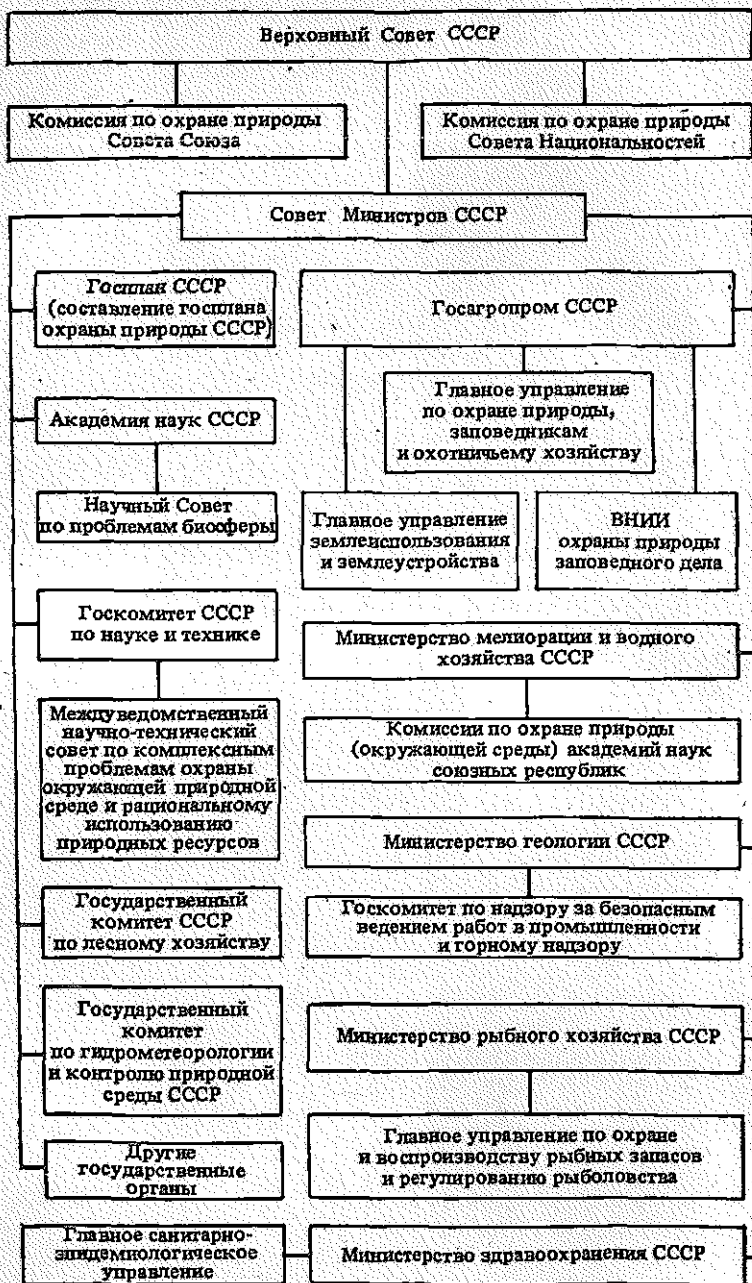 Верховный Совет СССР
Комиссия по охране природы
Совета Союза
Комиссия по охране природы
Совета Национальностей
Совет Министров СССР
Госплан СССР
(составление госплана
охраны природы СССР)
Академия наук СССР
Научный Совет
по проблемам биосферы
Госкомитет СССР
по науке и технике
Междуведомственный
научно-технический
совет по комплексным
проблемам охраны
окружающей природной
среде и рациональному
использованию
природных ресурсов
Государственный
комитет СССР
по лесному хозяйству
Государственный
комитет
по гидрометеорологии
и контролю природной
среды СССР
Другие
государственные
органы
Главное санитарно-
эпидемиологическое
управление
Госагропром СССР
Главное управление
по охране природы,
заповедникам
и охотничьему хозяйству
Главное управление
землеиспользования
и землеустройства
ВНИИ
охраны природы
заповедного дела
Министерство мелиорации и водного
хозяйства СССР
Комиссии по охране природы
(окружающей среды) академий наук
союзных республик
Министерство геологии СССР
Госкомитет по надзору за безопасным
ведением работ в промышленности
и горному надзору
Министерство рыбного хозяйства СССР
Главное управление по охране
и воспроизводству рыбных запасов
и регулированию рыболовства
Министерство здравоохранения СССР